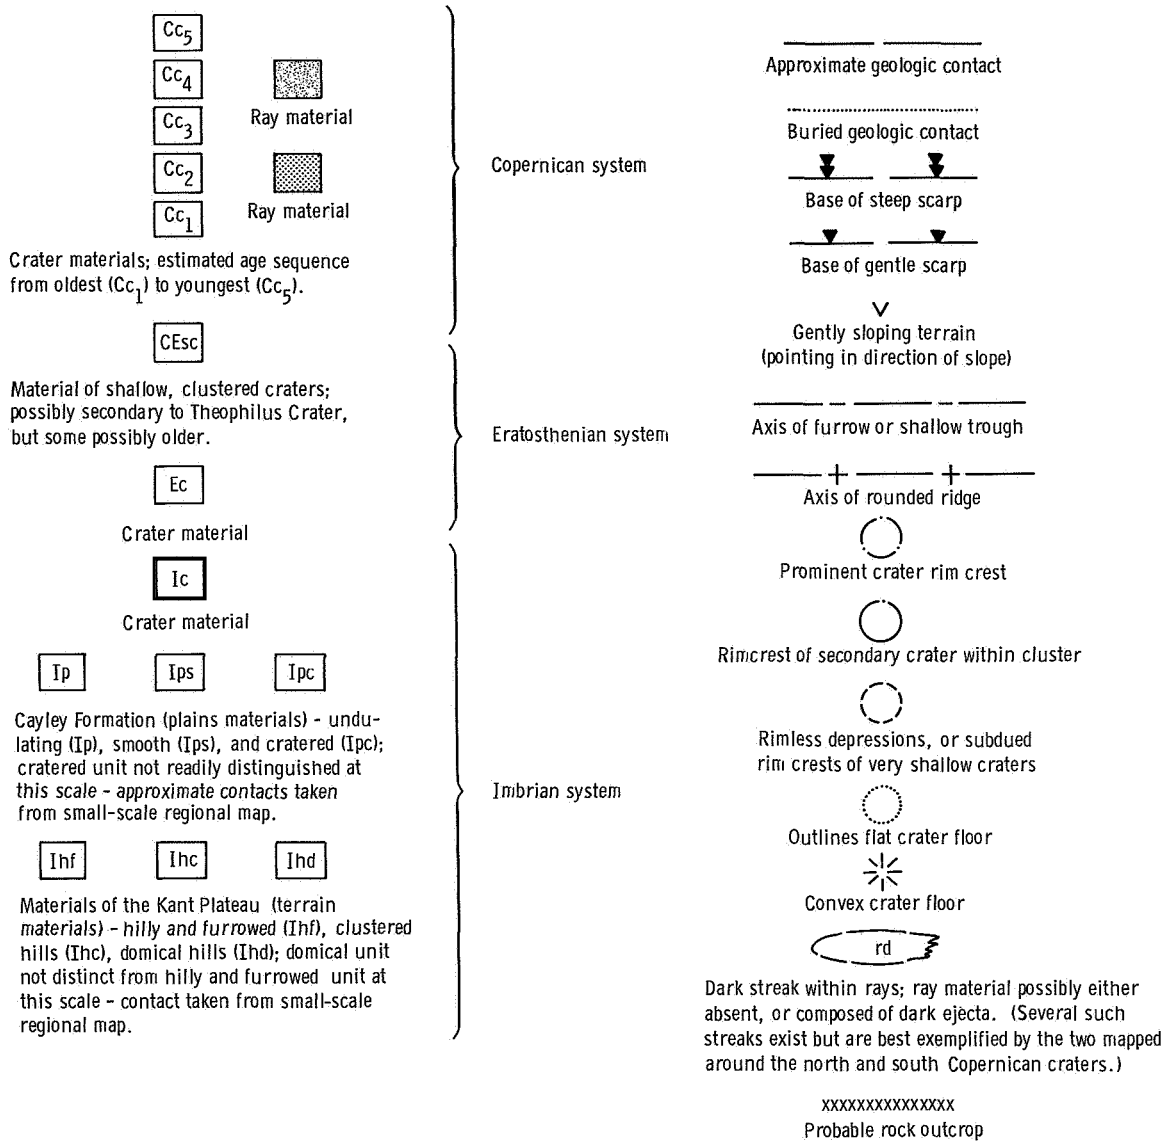 Cc5
Cc4
Ray material
Cc3
Cc2
Ray material
Cc1
Crater materials; estimated age sequence
from oldest (Cc1) to youngest (Cc5).
Copernican system
CEsc
Material of shallow, clustered craters;
possibly secondary to Theophilus Crater,
but some possibly older.
Eratosthenian system
Ec
Crater material
Ic
Crater material
Ip Ips Ipc
Cayley Formation (plains materials) - undu-
lating (Ip), smooth (Ips), and cratered (Ipc);
cratered unit not readily distinguished at
this scale - approximate contacts taken
from small-scale regional map.
Imbrian system
Ihf Ihc Ihd
Materials of the Kant Plateau (terrain
materials) - hilly and furrowed (Ihf), clustered
hills (Ihc), domical hills (Ihd); domical unit
not distinct from hilly and furrowed unit at
this scale - contact taken from small-scale
regional map.
Approximate geologic contact
Buried geologic contact
Base of steep scarp
Base of gentle scarp
Gently sloping terrain
(pointing in direction of slope)
Axis of furrow or shallow trough
Axis of rounded ridge
Prominent crater rim crest
Rimcrest of secondary crater within cluster
Rimless depressions, or subdued
rim crests of very shallow craters
Outlines flat crater floor
Convex crater floor
rd
Dark streak within rays; ray material possibly either
absent, or composed of dark ejecta. (Several such
streaks exist but are best exemplified by the two mapped
around the north and south Copernican craters.)
xxxxxxxxxxxxxxx
Probable rock outcrop